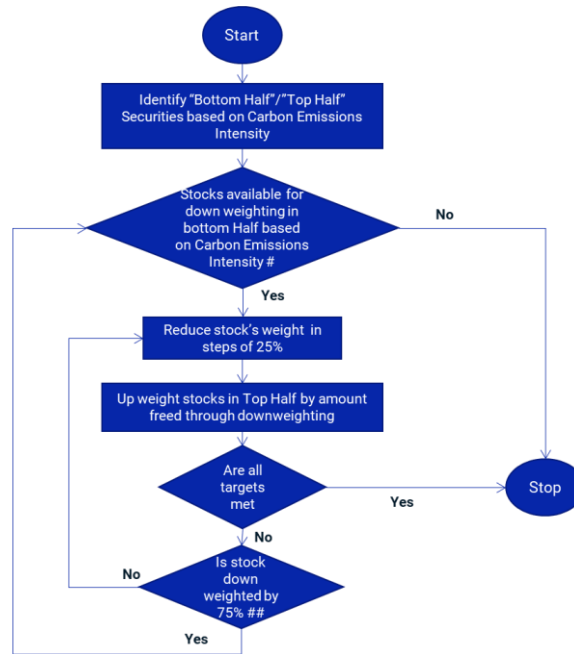 Start
Identify “Bottom Half”/”Top Half”
Securities based on Carbon Emissions
Intensity
Stocks available for
down weighting in
bottom Half based
on Carbon Emissions
Intensity #
No
Yes
Reduce stock's weight in
steps of 25%
Up weight stocks in Top Half by amount
freed through downweighting
Are all
targets
met
Yes
Stop
No
Is stock
down
weighted by
75% ##
No
Yes